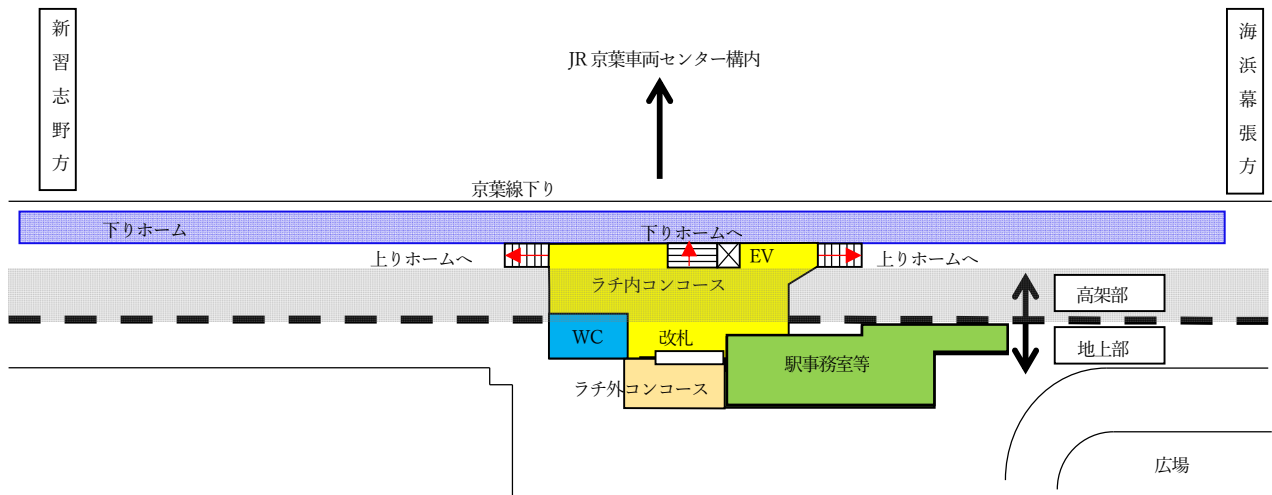 新習志野方
海浜幕張方
JR 京葉車両センター構内
京葉線下り
下りホーム
下りホームへ
上りホームへ
EV
上りホームへ
ラチ内コンコース
高架部
WC
改札
地上部
駅事務室等
ラチ外コンコース
広場